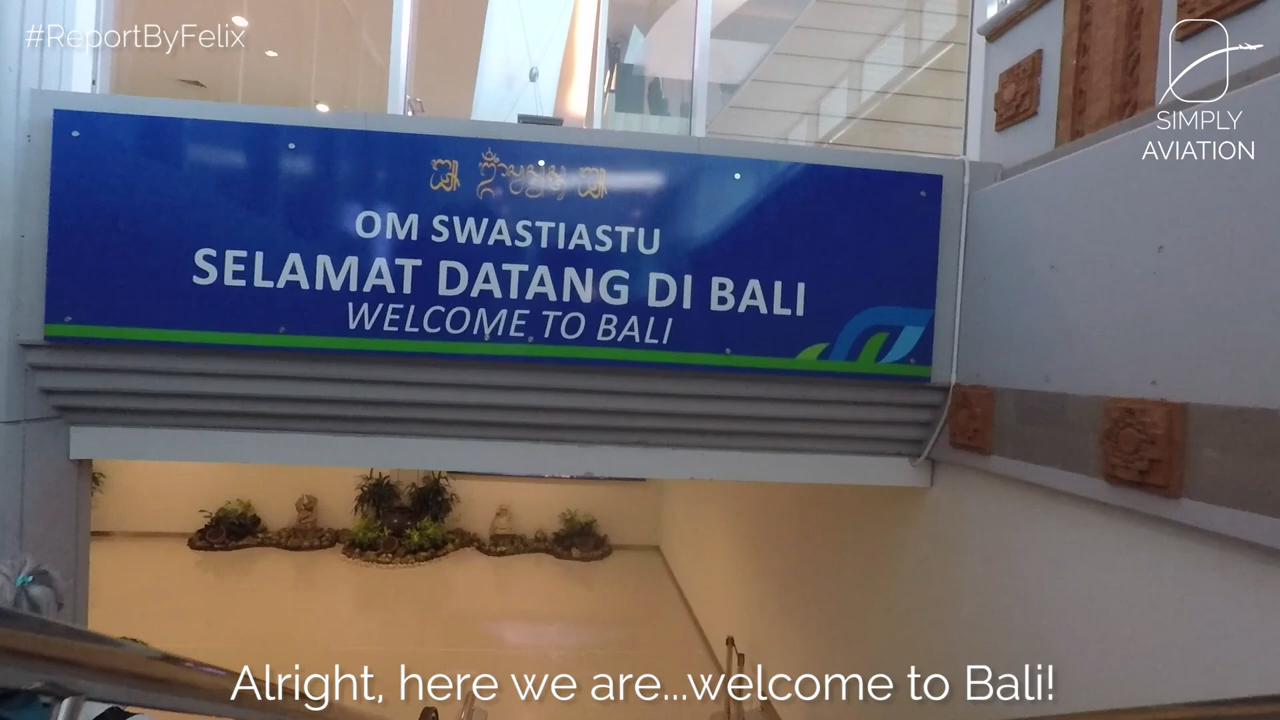 #ReportByFelix
SIMPLY
AVIATION
OM SWASTIASTU
SELAMAT DATANG DI BALI
WELCOME TO BALI
Alright, here we are...welcome to Bali!